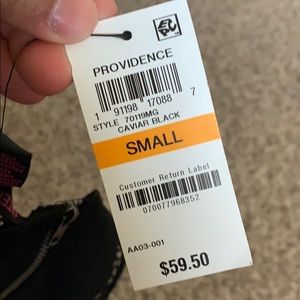 PROVIDENCE
1 91198 17088 7
STYLE 70119MG
CAVIAR BLACK
SMALL
Customer Return Label
070077968352
AA03-001
$59.50